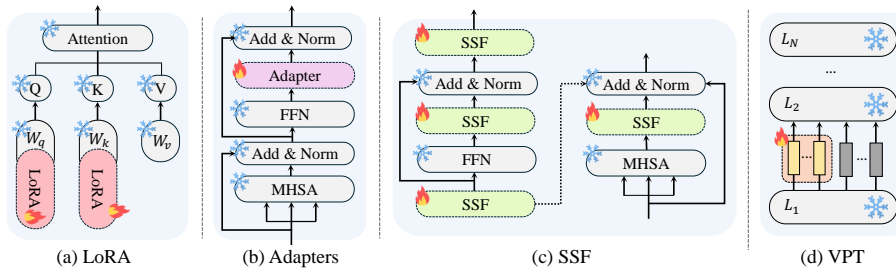 Attention
Q
K
V
W_q
W_k
W_v
LoRA
LoRA
(a) LoRA
Add & Norm
Adapter
FFN
Add & Norm
MHSA
(b) Adapters
SSF
Add & Norm
SSF
FFN
SSF
Add & Norm
SSF
MHSA
(c) SSF
L_N
...
L_2
... ...
L_1
(d) VPT